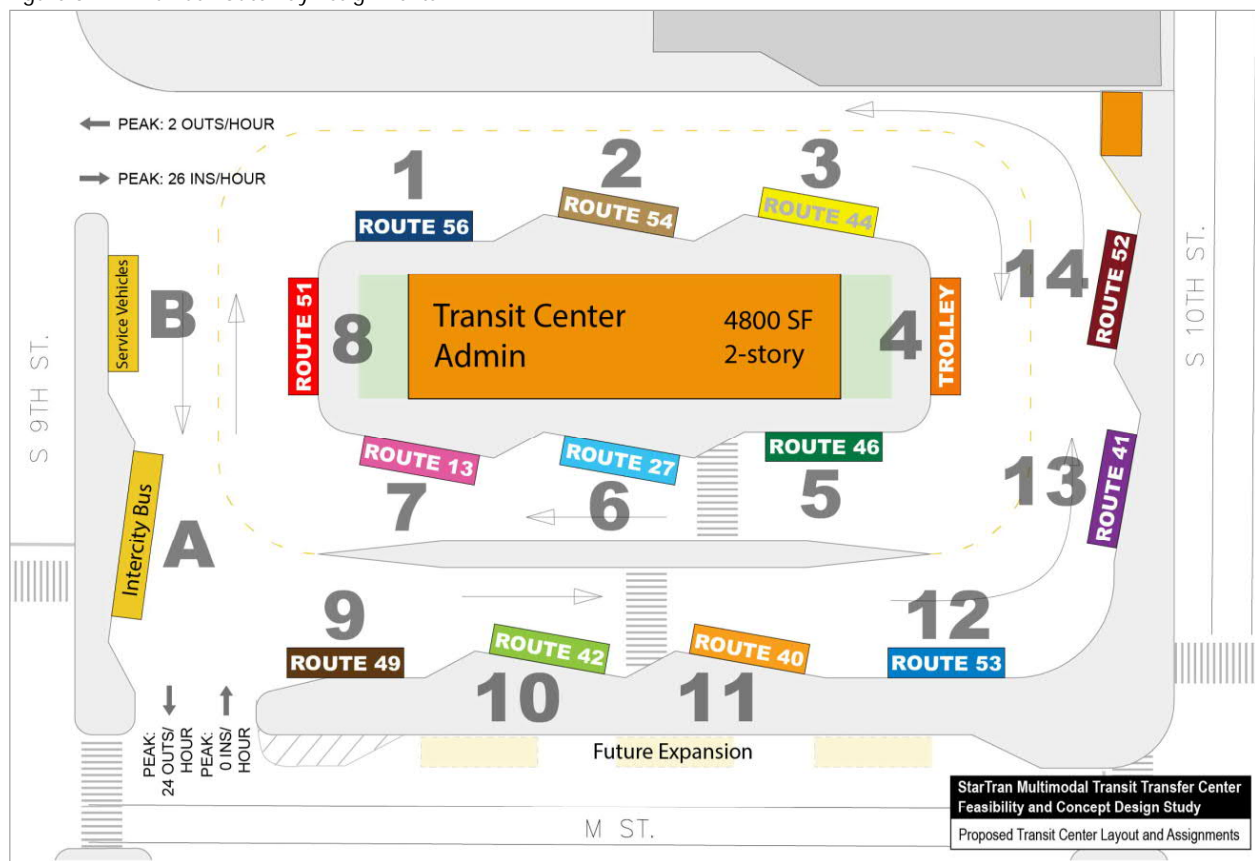 PEAK: 2 OUTS/HOUR
PEAK: 26 INS/HOUR
1
2
3
ROUTE 56
ROUTE 54
ROUTE 44
14
ROUTE 52
S 10TH ST.
B
Service Vehicles
ROUTE 51
8
Transit Center
Admin
4800 SF
2-story
4
TROLLEY
S 9TH ST.
ROUTE 13
ROUTE 27
ROUTE 46
7
6
5
13
ROUTE 41
A
Intercity Bus
9
12
ROUTE 49
ROUTE 42
ROUTE 40
ROUTE 53
10
11
PEAK:
24 OUTS/
HOUR
PEAK:
0 INS/
HOUR
Future Expansion
M ST.
StarTran Multimodal Transit Transfer Center
Feasibility and Concept Design Study
Proposed Transit Center Layout and Assignments